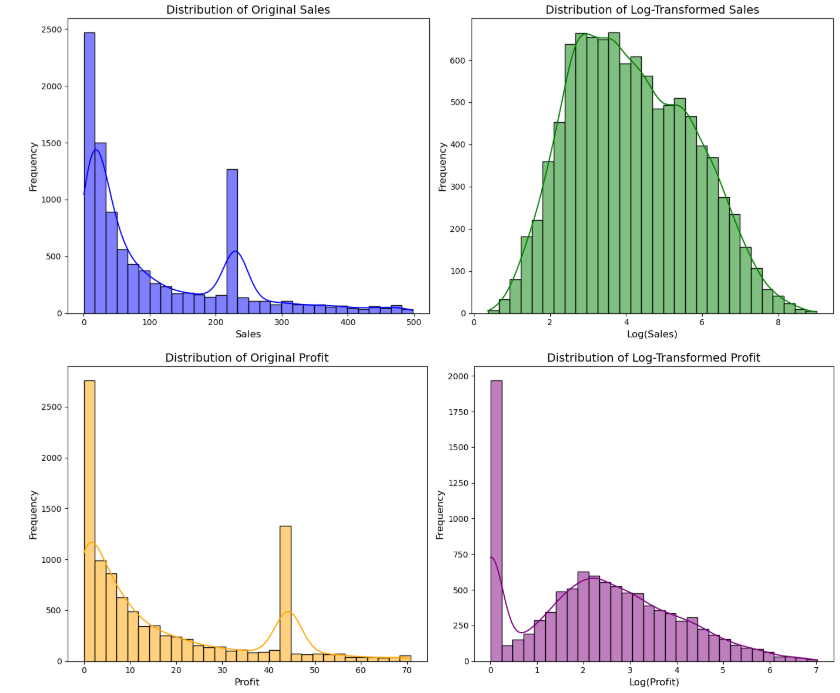 Distribution of Original Sales
2500
2000
1500
1000
500
0
Frequency
0 100 200 300 400 500
Sales
Distribution of Log-Transformed Sales
600
500
400
300
200
100
0
Frequency
0 2 4 6 8
Log(Sales)
Distribution of Original Profit
2500
2000
1500
1000
500
0
Frequency
0 10 20 30 40 50 60 70
Profit
Distribution of Log-Transformed Profit
2000
1750
1500
1250
1000
750
500
250
0
Frequency
0 1 2 3 4 5 6 7
Log(Profit)